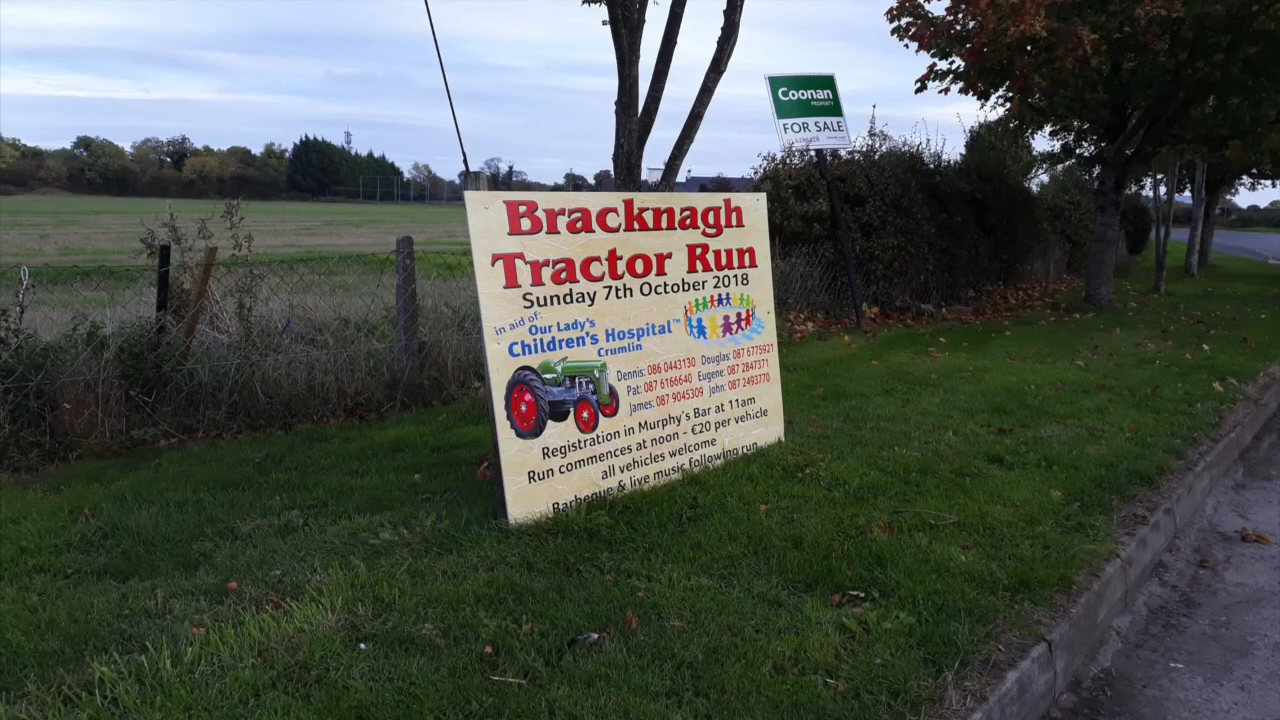 Coonan
PROPERTY
FOR SALE
Bracknagh
Tractor Run
Sunday 7th October 2018
in aid of:
Our Lady's
Children's Hospital™
Crumlin
Dennis: 086 0443130 Douglas: 087 6775921
Pat: 087 6166640 Eugene: 087 2847371
James: 087 9045309 John: 087 2493770
Registration in Murphy's Bar at 11am
Run commences at noon - €20 per vehicle
all vehicles welcome
Barbeque & live music following run